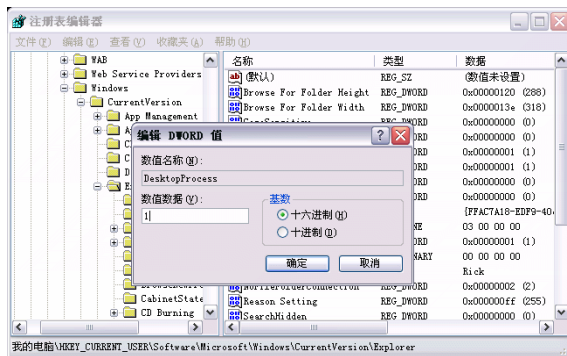 注册表编辑器
文件(F) 编辑(E) 查看(V) 收藏夹(A) 帮助(H)
WAB
Web Service Providers
Windows
CurrentVersion
App Management
名称 类型 数据
(默认) REG_SZ (数值未设置)
Browse For Folder Height REG_DWORD 0x00000120 (288)
Browse For Folder Width REG_DWORD 0x0000013e (318)
0x00000000 (0)
0x00000000 (0)
0x00000001 (1)
0x00000001 (1)
0x00000000 (0)
0x00000000 (0)
{FFAC7A18-EDF9-40
03 00 00 00
0x00000001 (1)
00 00 00 00
Rick
REG_DWORD 0x00000002 (2)
Reason Setting REG_DWORD 0x000000ff (255)
SearchHidden REG_DWORD 0x00000000 (0)
编辑 DWORD 值
数值名称(N):
DesktopProcess
数值数据(V):
1
基数
十六进制(H)
十进制(D)
确定 取消
CabinetState
CD Burning
我的电脑\HKEY_CURRENT_USER\Software\Microsoft\Windows\CurrentVersion\Explorer